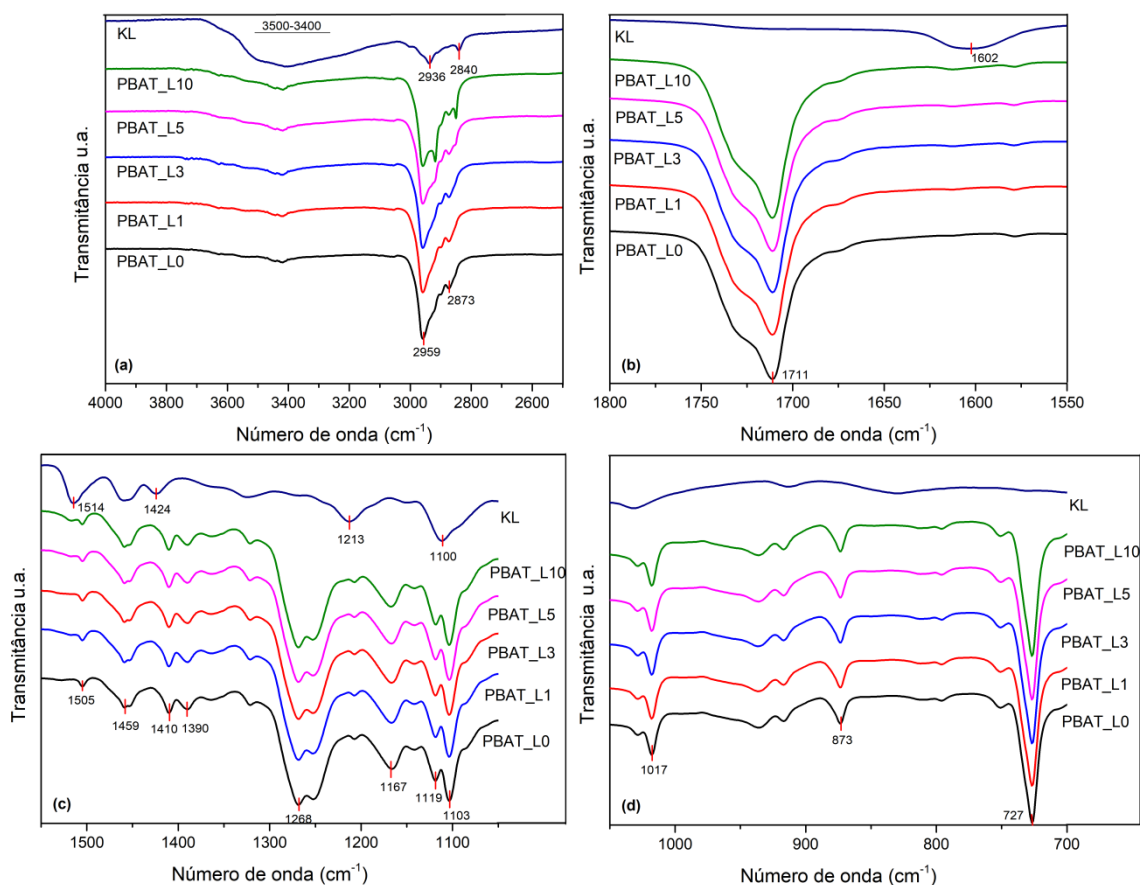 3500-3400
KL
2936
2840
PBAT_L10
PBAT_L5
PBAT_L3
PBAT_L1
PBAT_L0
2873
2959
(a)
4000 3800 3600 3400 3200 3000 2800 2600
Número de onda (cm-1)
Transmitância u.a.
KL
1602
PBAT_L10
PBAT_L5
PBAT_L3
PBAT_L1
PBAT_L0
1711
(b)
1800 1750 1700 1650 1600 1550
Número de onda (cm-1)
Transmitância u.a.
1514
1424
1213
1100
KL
PBAT_L10
PBAT_L5
PBAT_L3
PBAT_L1
PBAT_L0
1505
1459
1410
1390
1268
1167
1119
1103
(c)
1500 1400 1300 1200 1100
Número de onda (cm-1)
Transmitância u.a.
KL
PBAT_L10
PBAT_L5
PBAT_L3
PBAT_L1
PBAT_L0
1017
873
727
(d)
1000 900 800 700
Número de onda (cm-1)
Transmitância u.a.